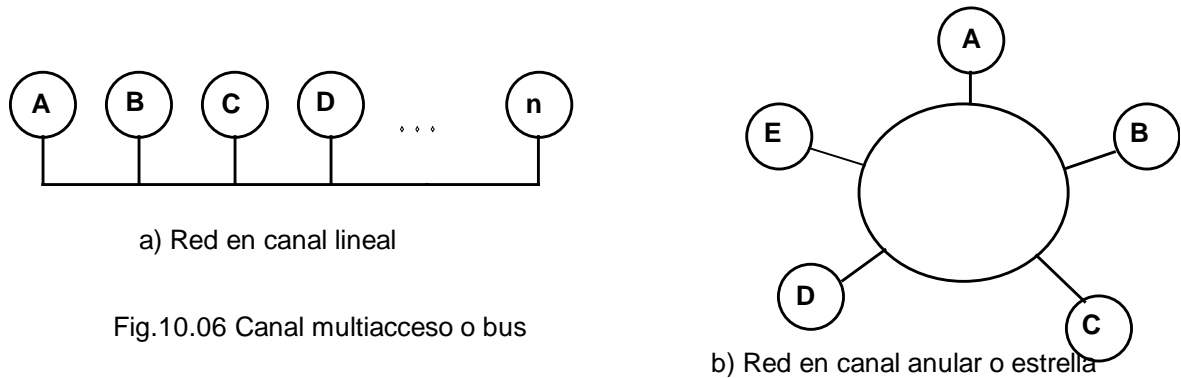 A B C D ... n
a) Red en canal lineal
Fig.10.06 Canal multiacceso o bus
A
E
B
D
C
b) Red en canal anular o estrella